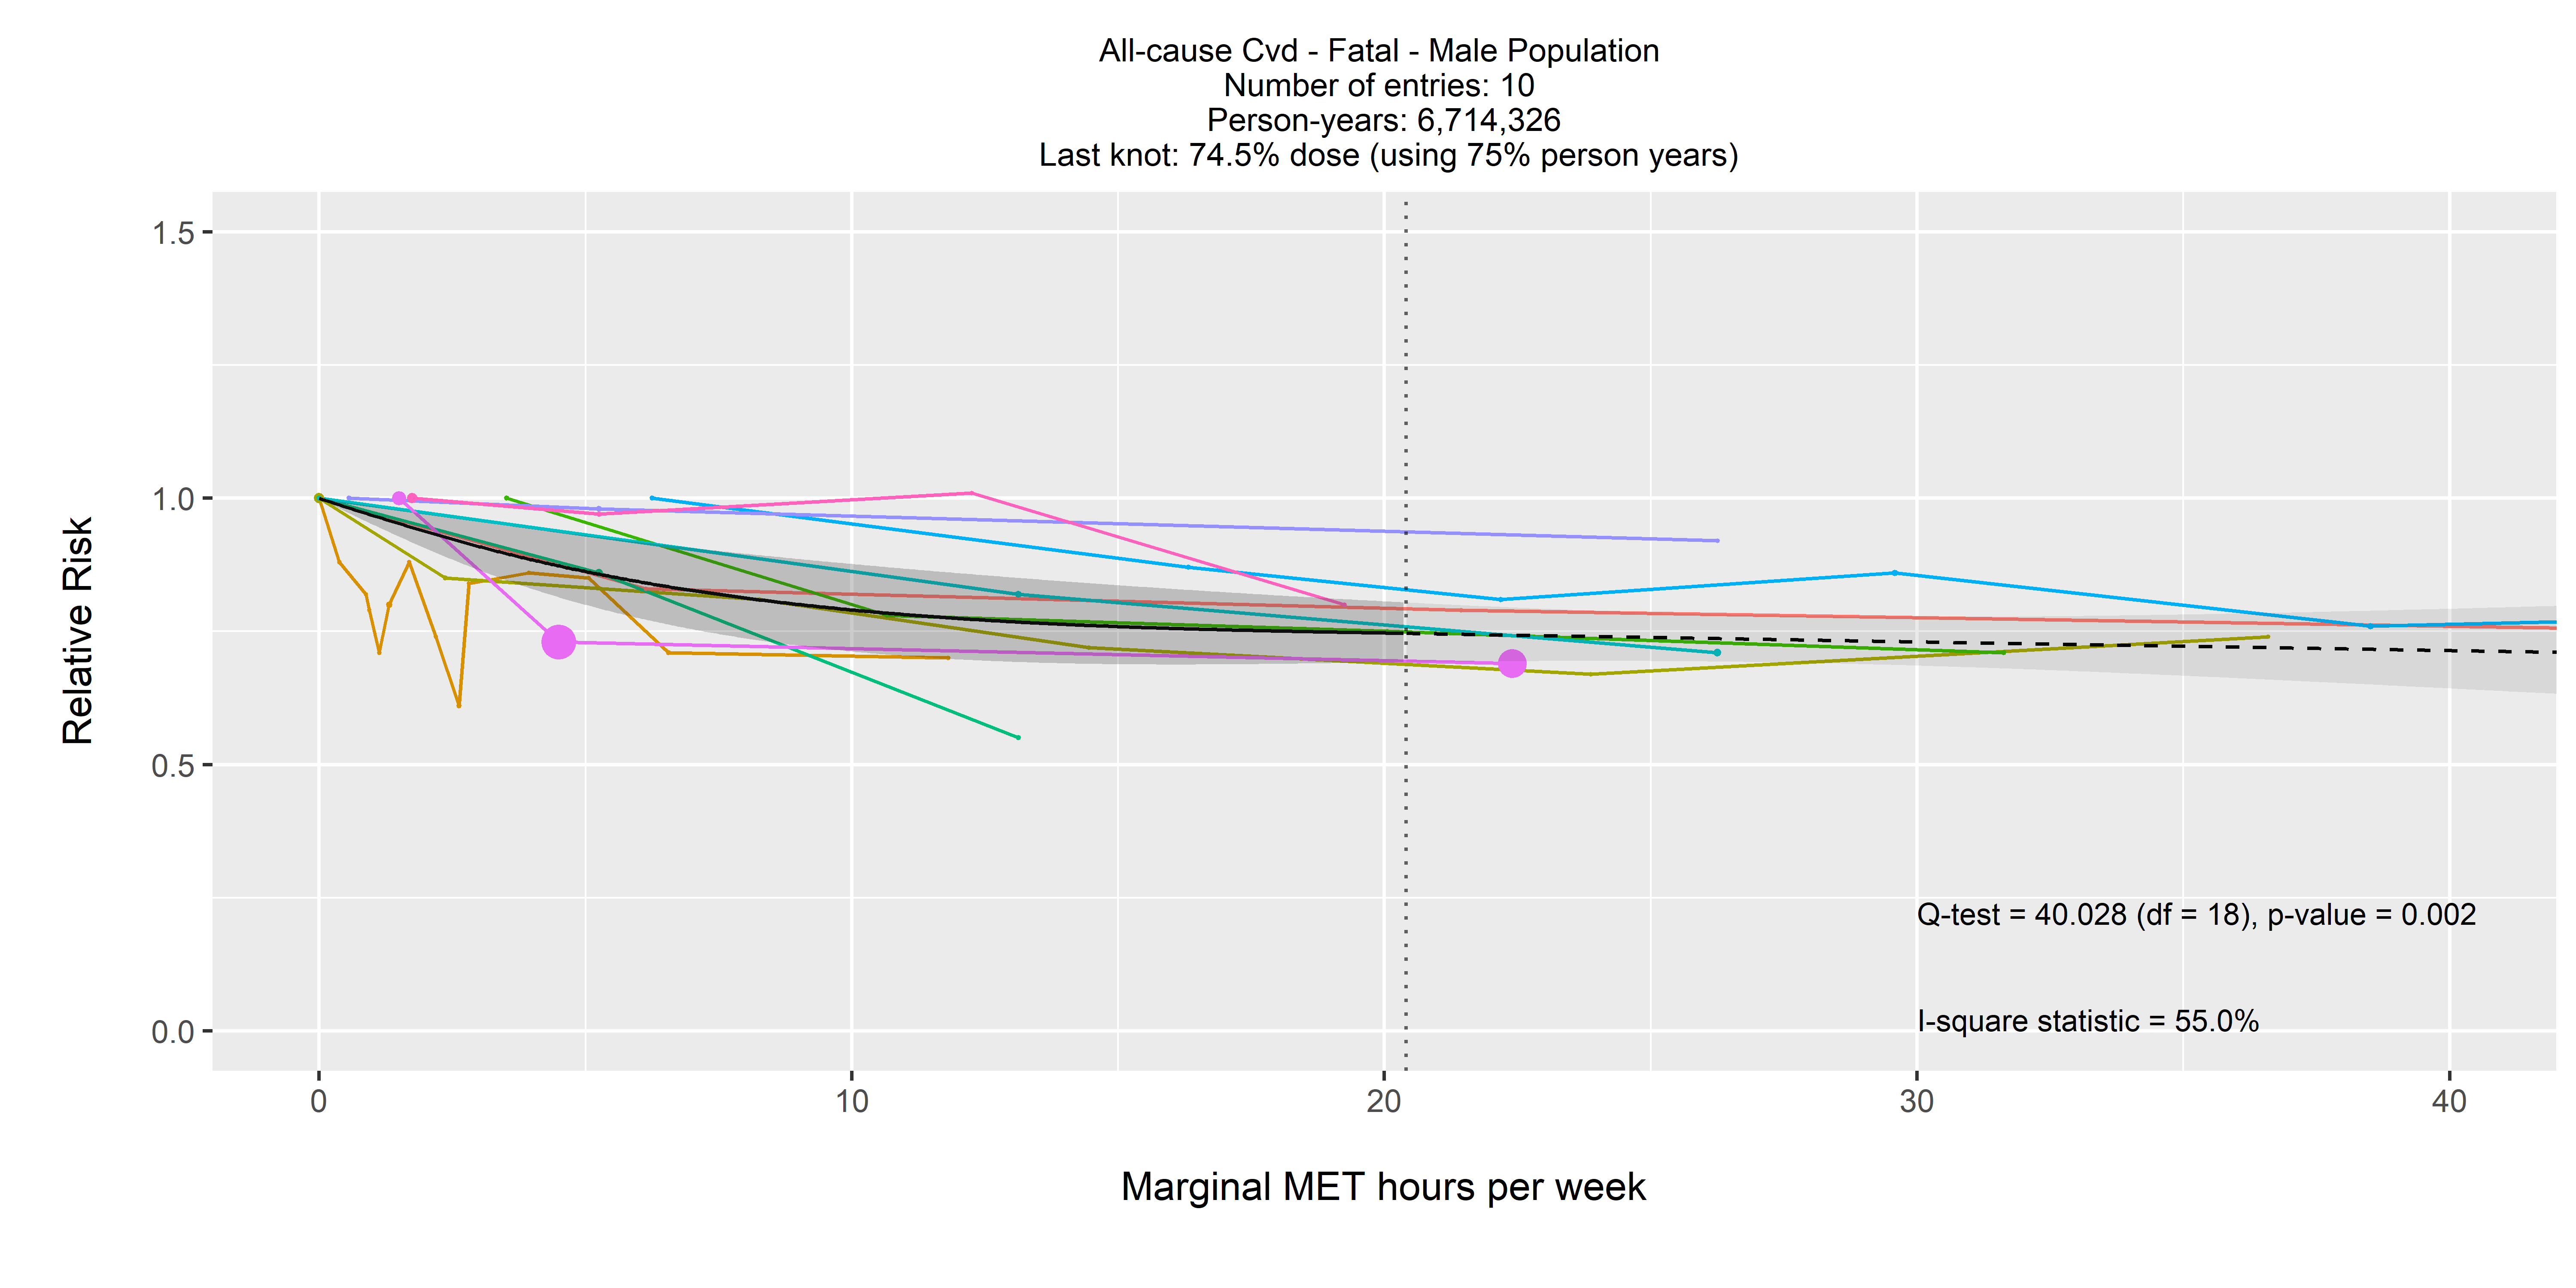 All-cause Cvd - Fatal - Male Population
Number of entries: 10
Person-years: 6,714,326
Last knot: 74.5% dose (using 75% person years)
1.5
1.0
0.5
0.0
Relative Risk
Q-test = 40.028 (df = 18), p-value = 0.002
I-square statistic = 55.0%
0 10 20 30 40
Marginal MET hours per week